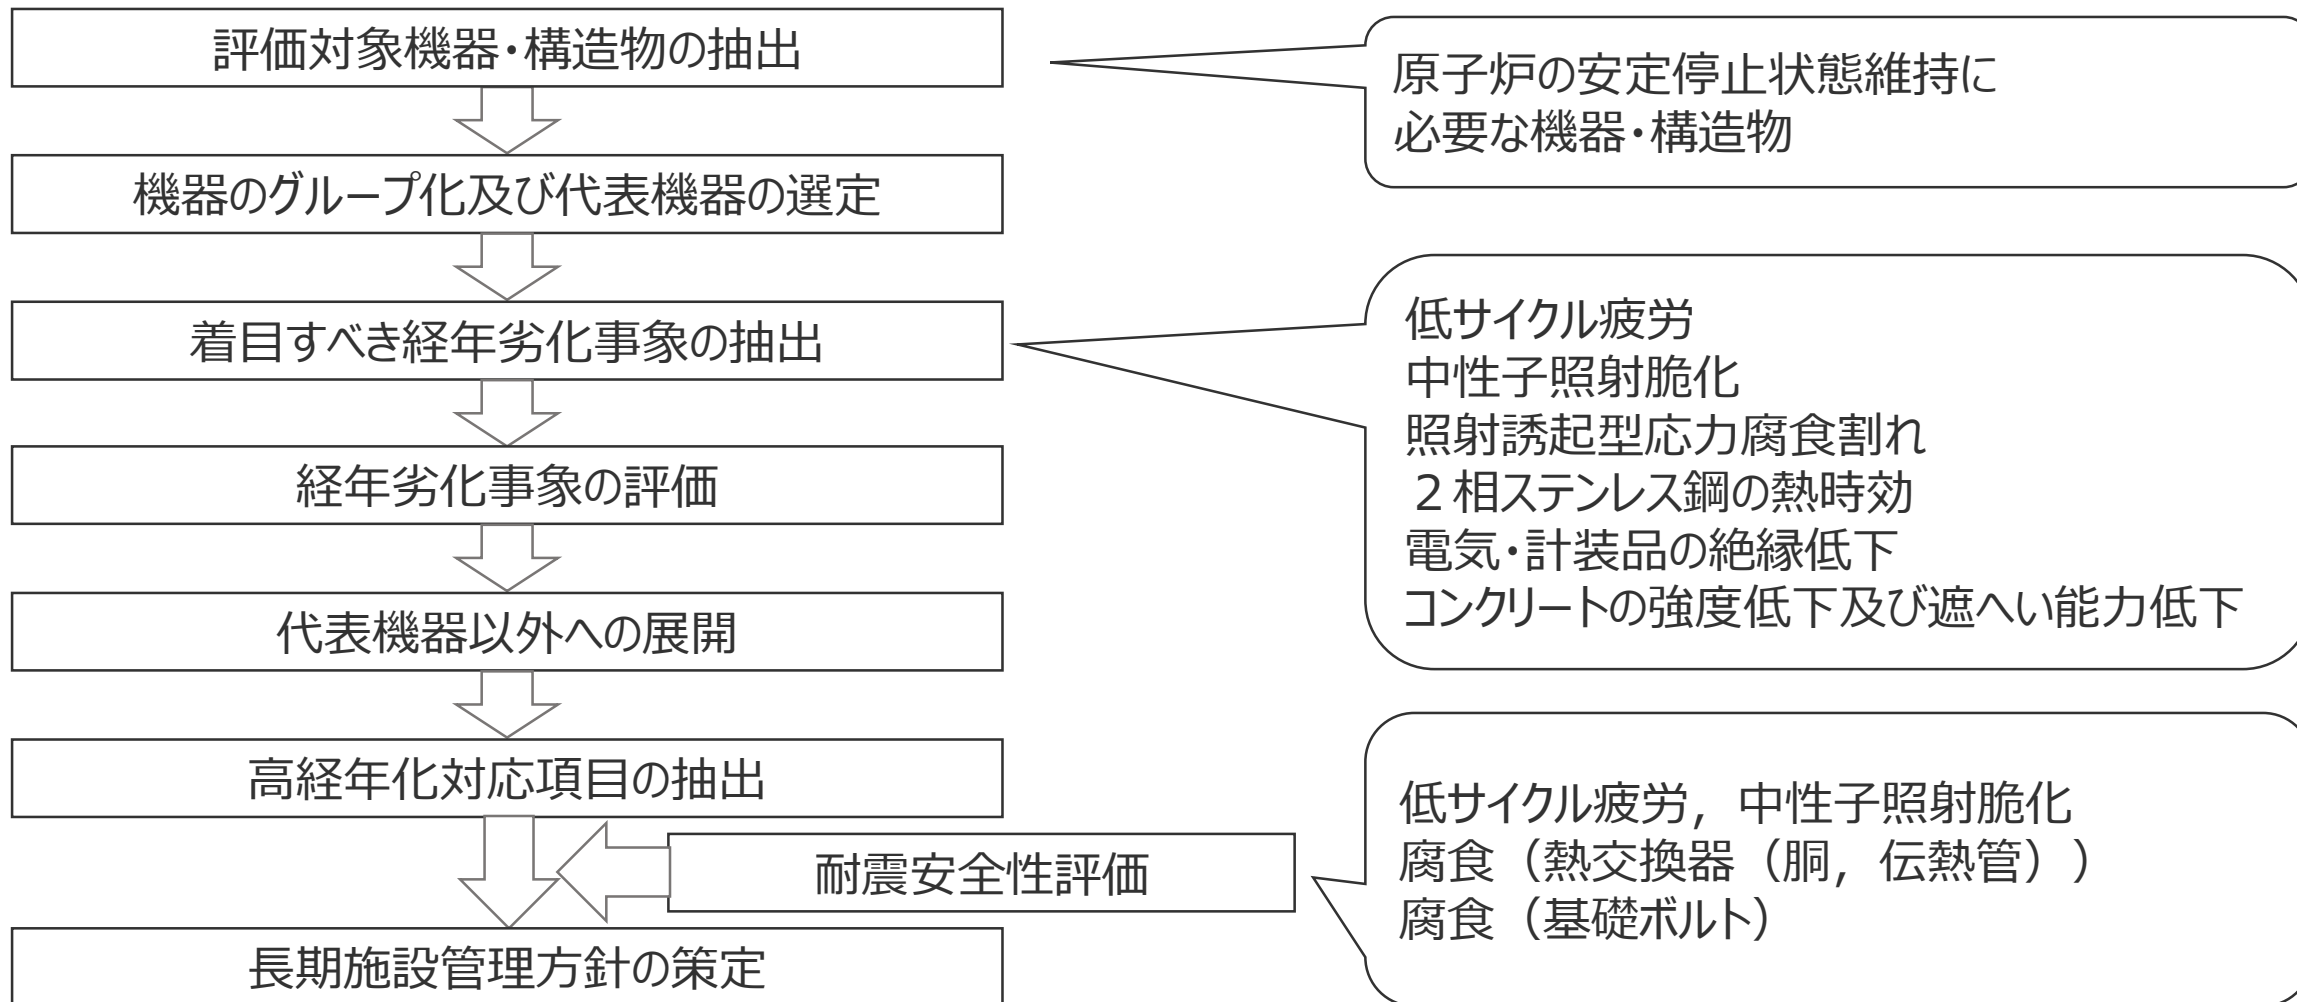 評価対象機器・構造物の抽出
原子炉の安定停止状態維持に
必要な機器・構造物
機器のグループ化及び代表機器の選定
着目すべき経年劣化事象の抽出
低サイクル疲労
中性子照射脆化
照射誘起型応力腐食割れ
２相ステンレス鋼の熱時効
電気・計装品の絶縁低下
コンクリートの強度低下及び遮へい能力低下
経年劣化事象の評価
代表機器以外への展開
高経年化対応項目の抽出
耐震安全性評価
低サイクル疲労，中性子照射脆化
腐食（熱交換器（胴，伝熱管））
腐食（基礎ボルト）
長期施設管理方針の策定